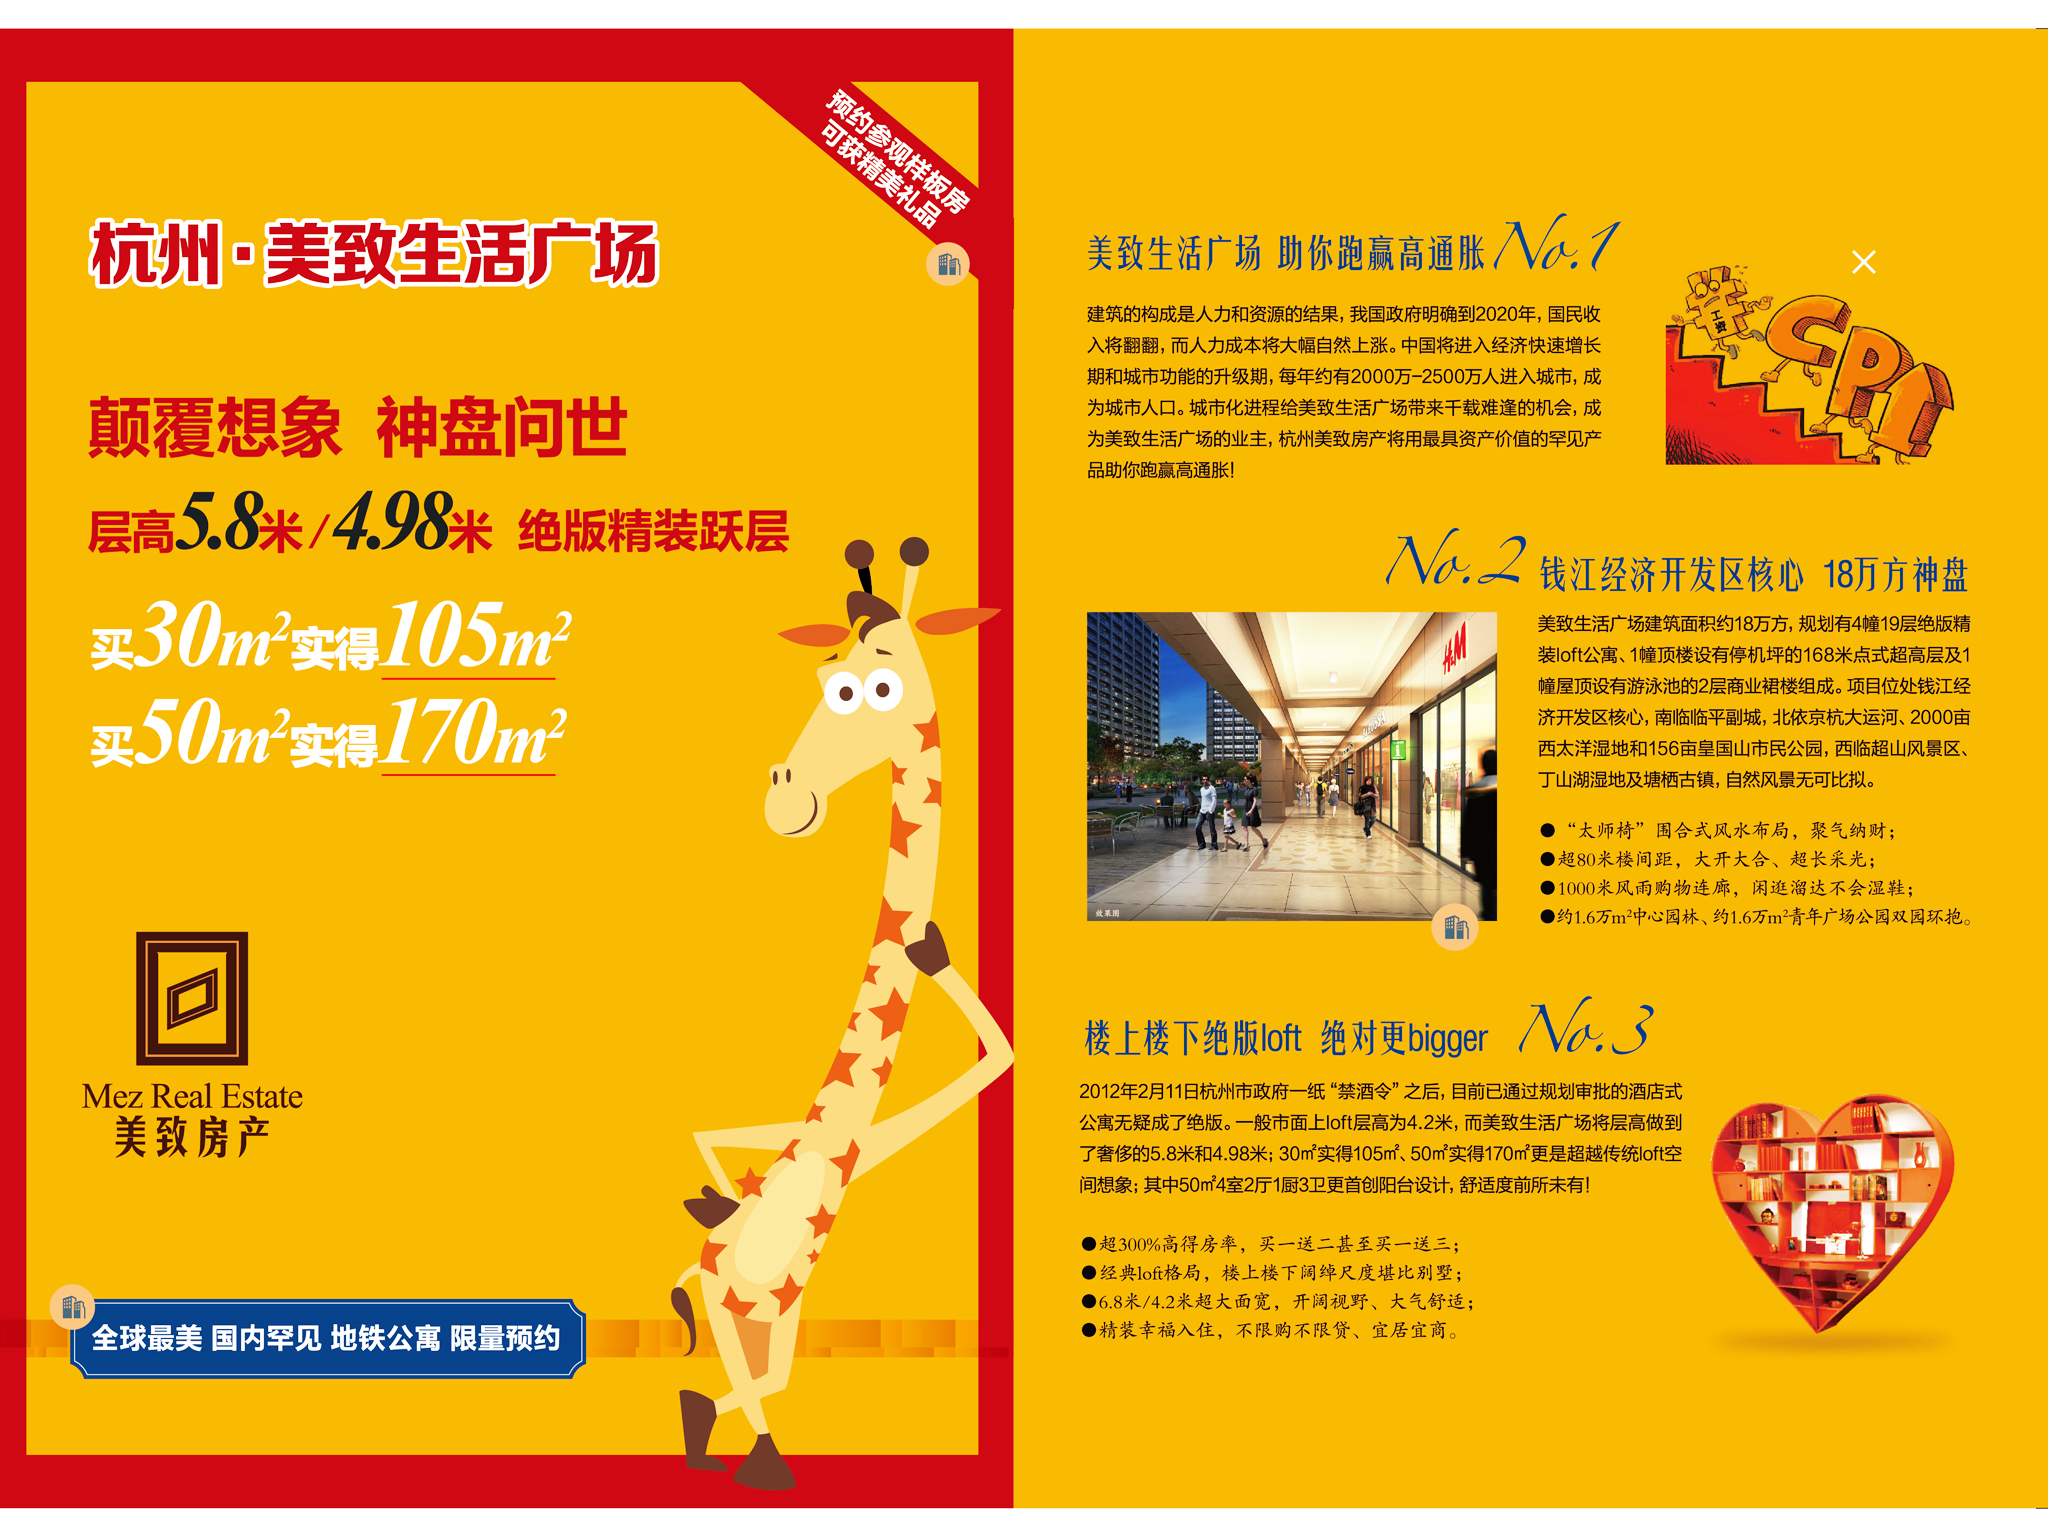 预约参观样板房
可获精美礼品
杭州·美致生活广场
颠覆想象 神盘问世
层高5.8米/4.98米 绝版精装跃层
买30m²实得105m²
买50m²实得170m²
Mez Real Estate
美致房产
全球最美 国内罕见 地铁公寓 限量预约
美致生活广场 助你跑赢高通胀 No.1
建筑的构成是人力和资源的结果，我国政府明确到2020年，国民收
入将翻翻，而人力成本将大幅自然上涨。中国将进入经济快速增长
期和城市功能的升级期，每年约有2000万-2500万人进入城市，成
为城市人口。城市化进程给美致生活广场带来千载难逢的机会，成
为美致生活广场的业主，杭州美致房产将用最具资产价值的罕见产
品助你跑赢高通胀！
工资
CPI
No.2 钱江经济开发区核心 18万方神盘
美致生活广场建筑面积约18万方，规划有4幢19层绝版精
装loft公寓、1幢顶楼设有停机坪的168米点式超高层及1
幢屋顶设有游泳池的2层商业裙楼组成。项目位处钱江经
济开发区核心，南临临平副城，北依京杭大运河、2000亩
西太洋湿地和156亩皇国山市民公园，西临超山风景区、
丁山湖湿地及塘栖古镇，自然风景无可比拟。
●“太师椅”围合式风水布局，聚气纳财；
●超80米楼间距，大开大合、超长采光；
●1000米风雨购物连廊，闲逛溜达不会湿鞋；
●约1.6万m²中心园林、约1.6万m²青年广场公园双园环抱。
H&M
效果图
楼上楼下绝版loft 绝对更bigger No.3
2012年2月11日杭州市政府一纸“禁酒令”之后，目前已通过规划审批的酒店式
公寓无疑成了绝版。一般市面上loft层高为4.2米，而美致生活广场将层高做到
了奢侈的5.8米和4.98米；30㎡实得105㎡、50㎡实得170㎡更是超越传统loft空
间想象；其中50㎡4室2厅1厨3卫更首创阳台设计，舒适度前所未有！
●超300%高得房率，买一送二甚至买一送三；
●经典loft格局，楼上楼下阔绰尺度堪比别墅；
●6.8米/4.2米超大面宽，开阔视野、大气舒适；
●精装幸福入住，不限购不限贷、宜居宜商。